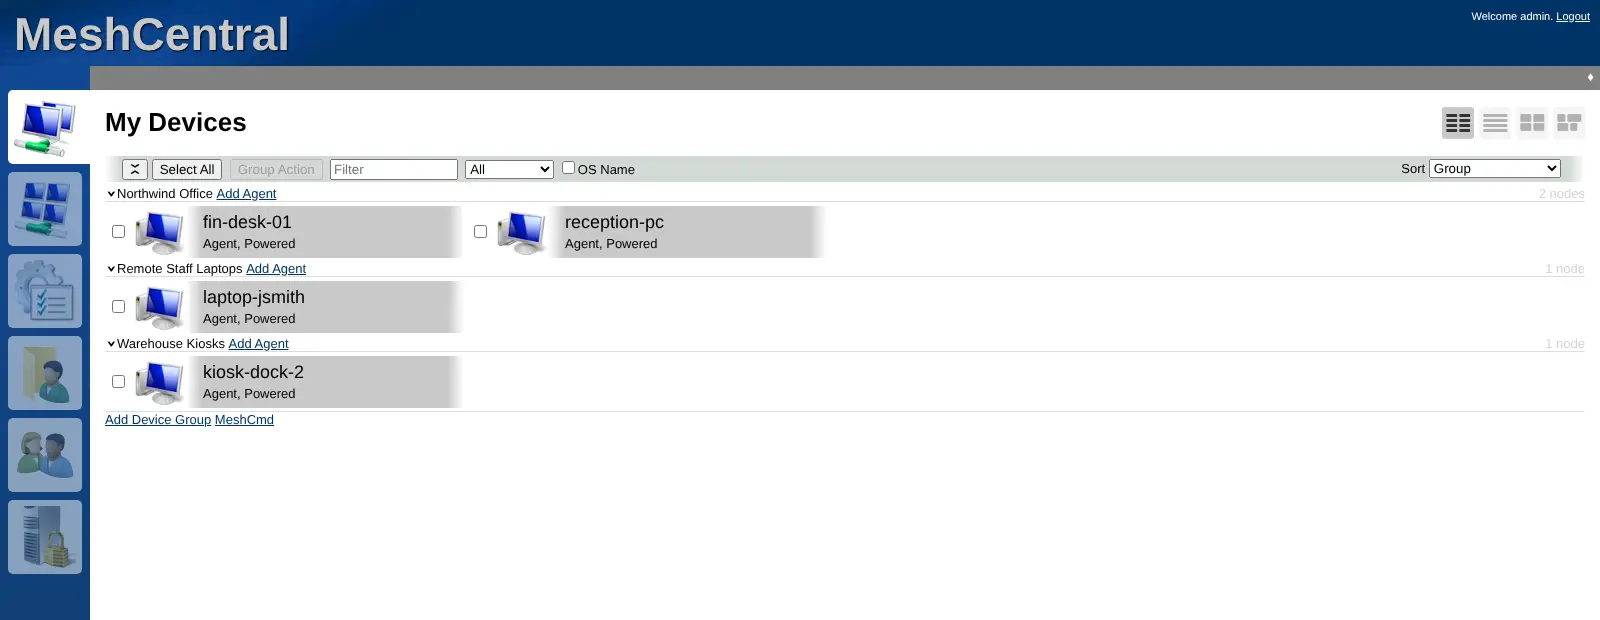 MeshCentral
Welcome admin. Logout
My Devices
Select All Group Action Filter All OS Name Sort Group
Northwind Office Add Agent 2 nodes
fin-desk-01 reception-pc
Agent, Powered Agent, Powered
Remote Staff Laptops Add Agent 1 node
laptop-jsmith
Agent, Powered
Warehouse Kiosks Add Agent 1 node
kiosk-dock-2
Agent, Powered
Add Device Group MeshCmd